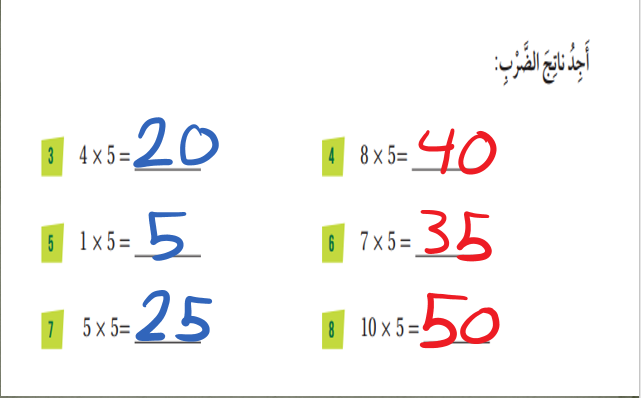 أَجِدُ ناتِجَ الضَّرْبِ:
3 4 × 5 = 20
4 8 × 5= 40
5 1 × 5 = 5
6 7 × 5 = 35
7 5 × 5= 25
8 10 × 5 = 50